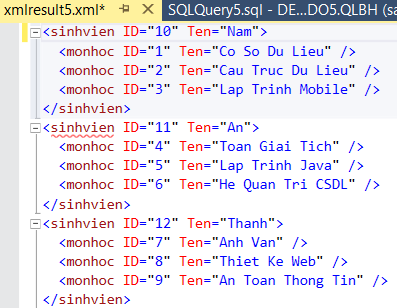 xmlresult5.xml* SQLQuery5.sql - DE...DO5.QLBH (sa
<sinhvien ID="10" Ten="Nam">
<monhoc ID="1" Ten="Co So Du Lieu" />
<monhoc ID="2" Ten="Cau Truc Du Lieu" />
<monhoc ID="3" Ten="Lap Trinh Mobile" />
</sinhvien>
<sinhvien ID="11" Ten="An">
<monhoc ID="4" Ten="Toan Giai Tich" />
<monhoc ID="5" Ten="Lap Trinh Java" />
<monhoc ID="6" Ten="He Quan Tri CSDL" />
</sinhvien>
<sinhvien ID="12" Ten="Thanh">
<monhoc ID="7" Ten="Anh Van" />
<monhoc ID="8" Ten="Thiet Ke Web" />
<monhoc ID="9" Ten="An Toan Thong Tin" />
</sinhvien>